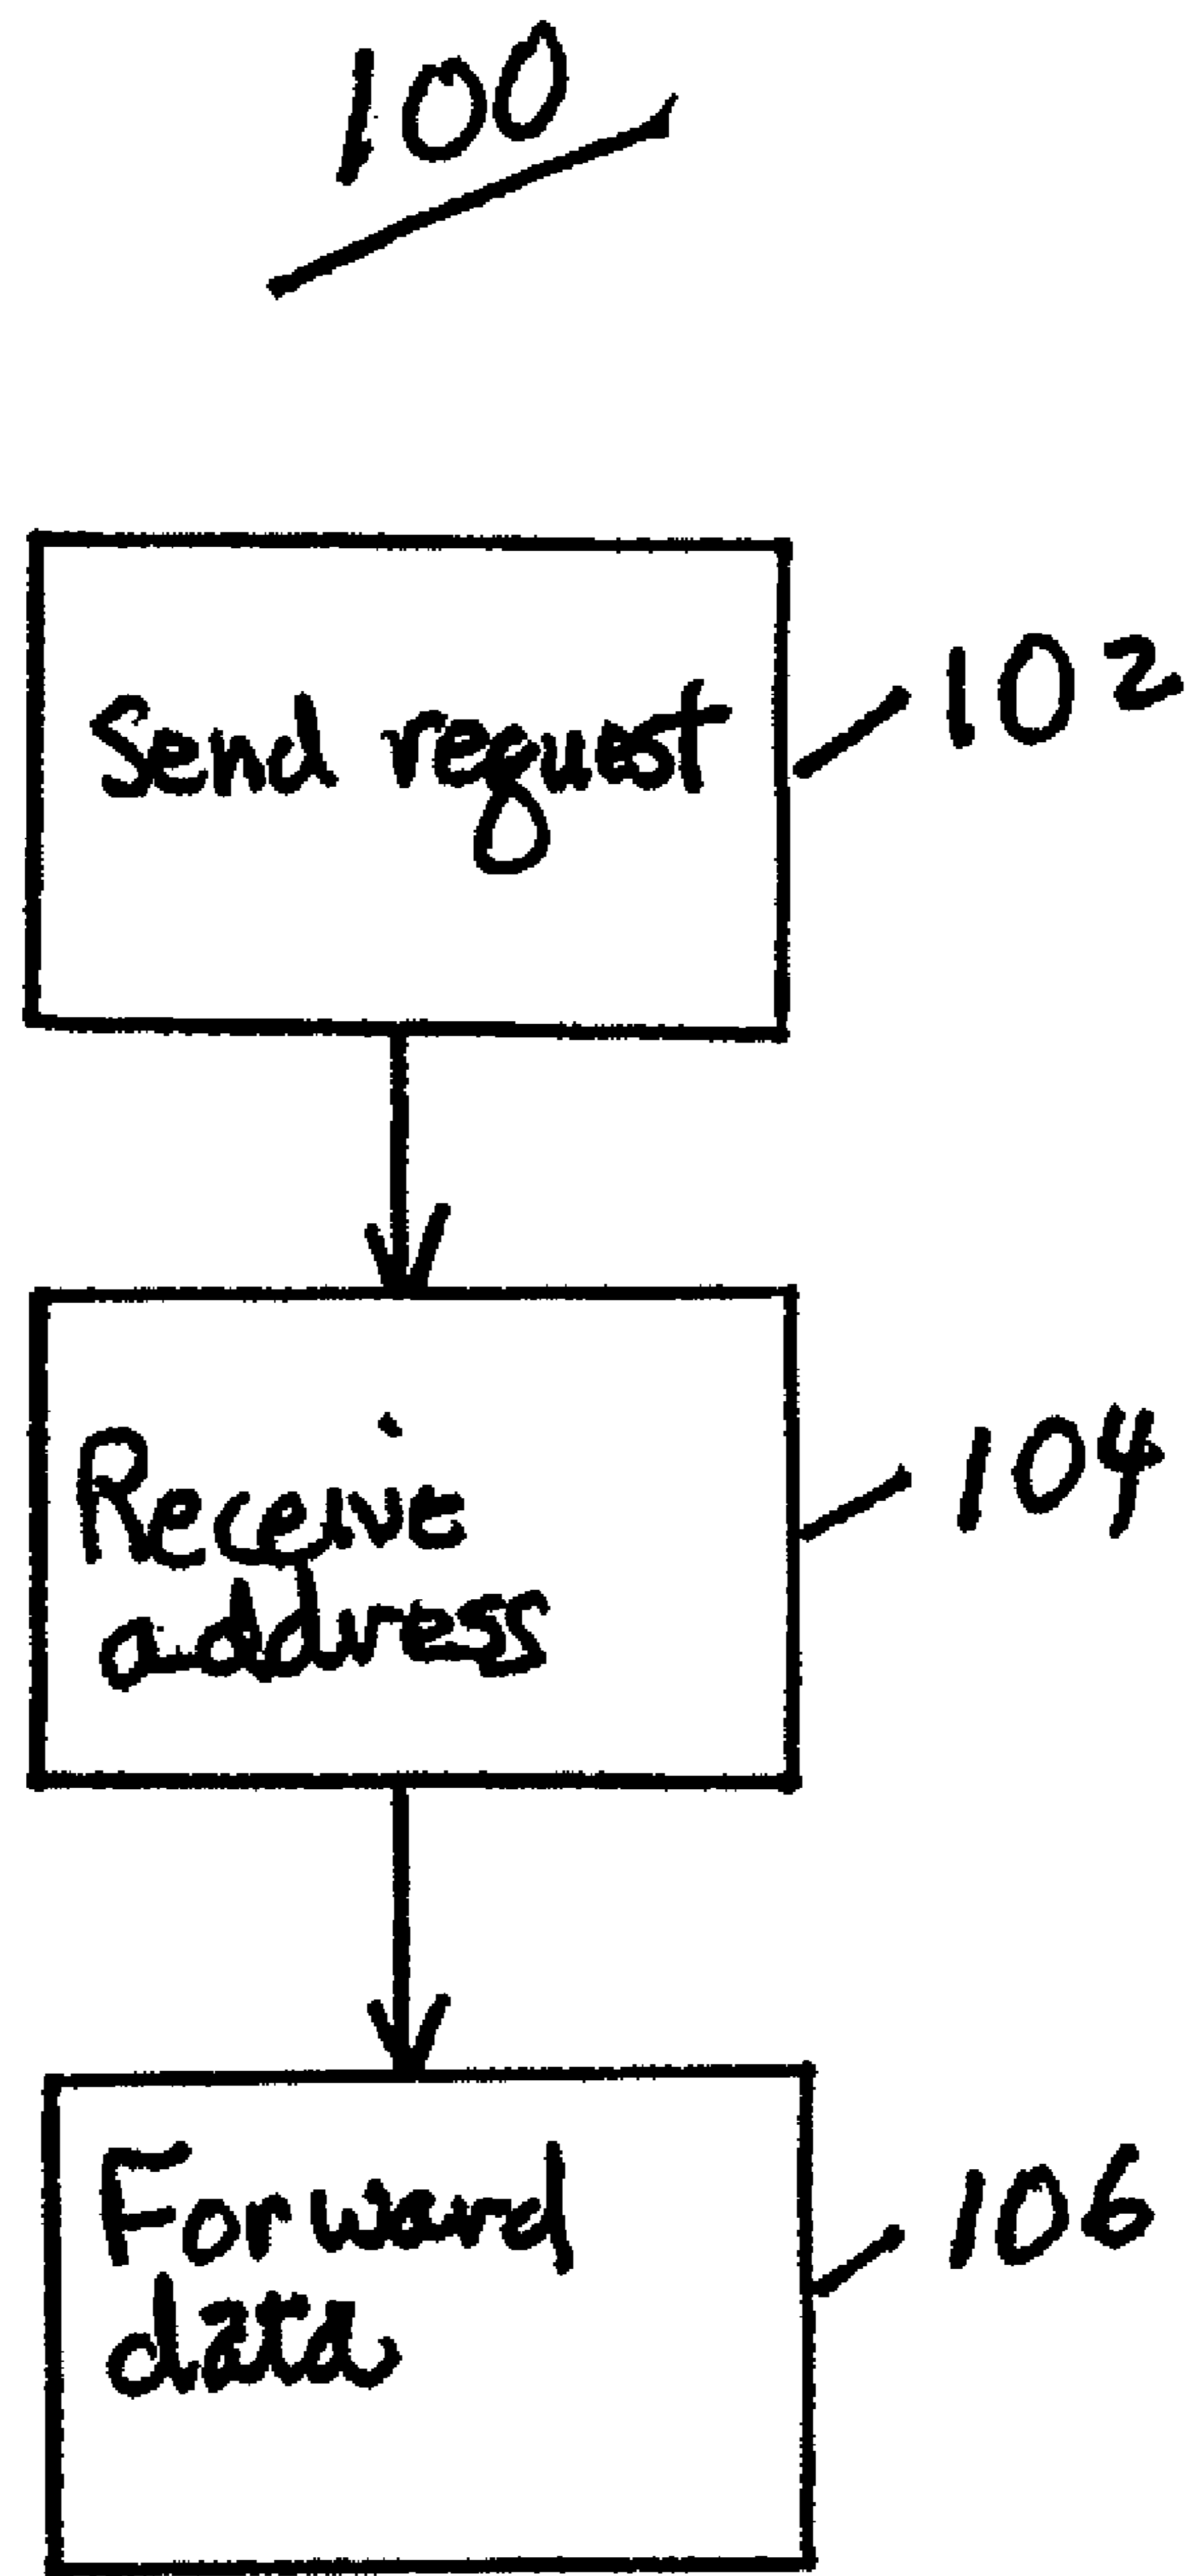 100
Send request
102
Receive
address
104
Forward
data
106